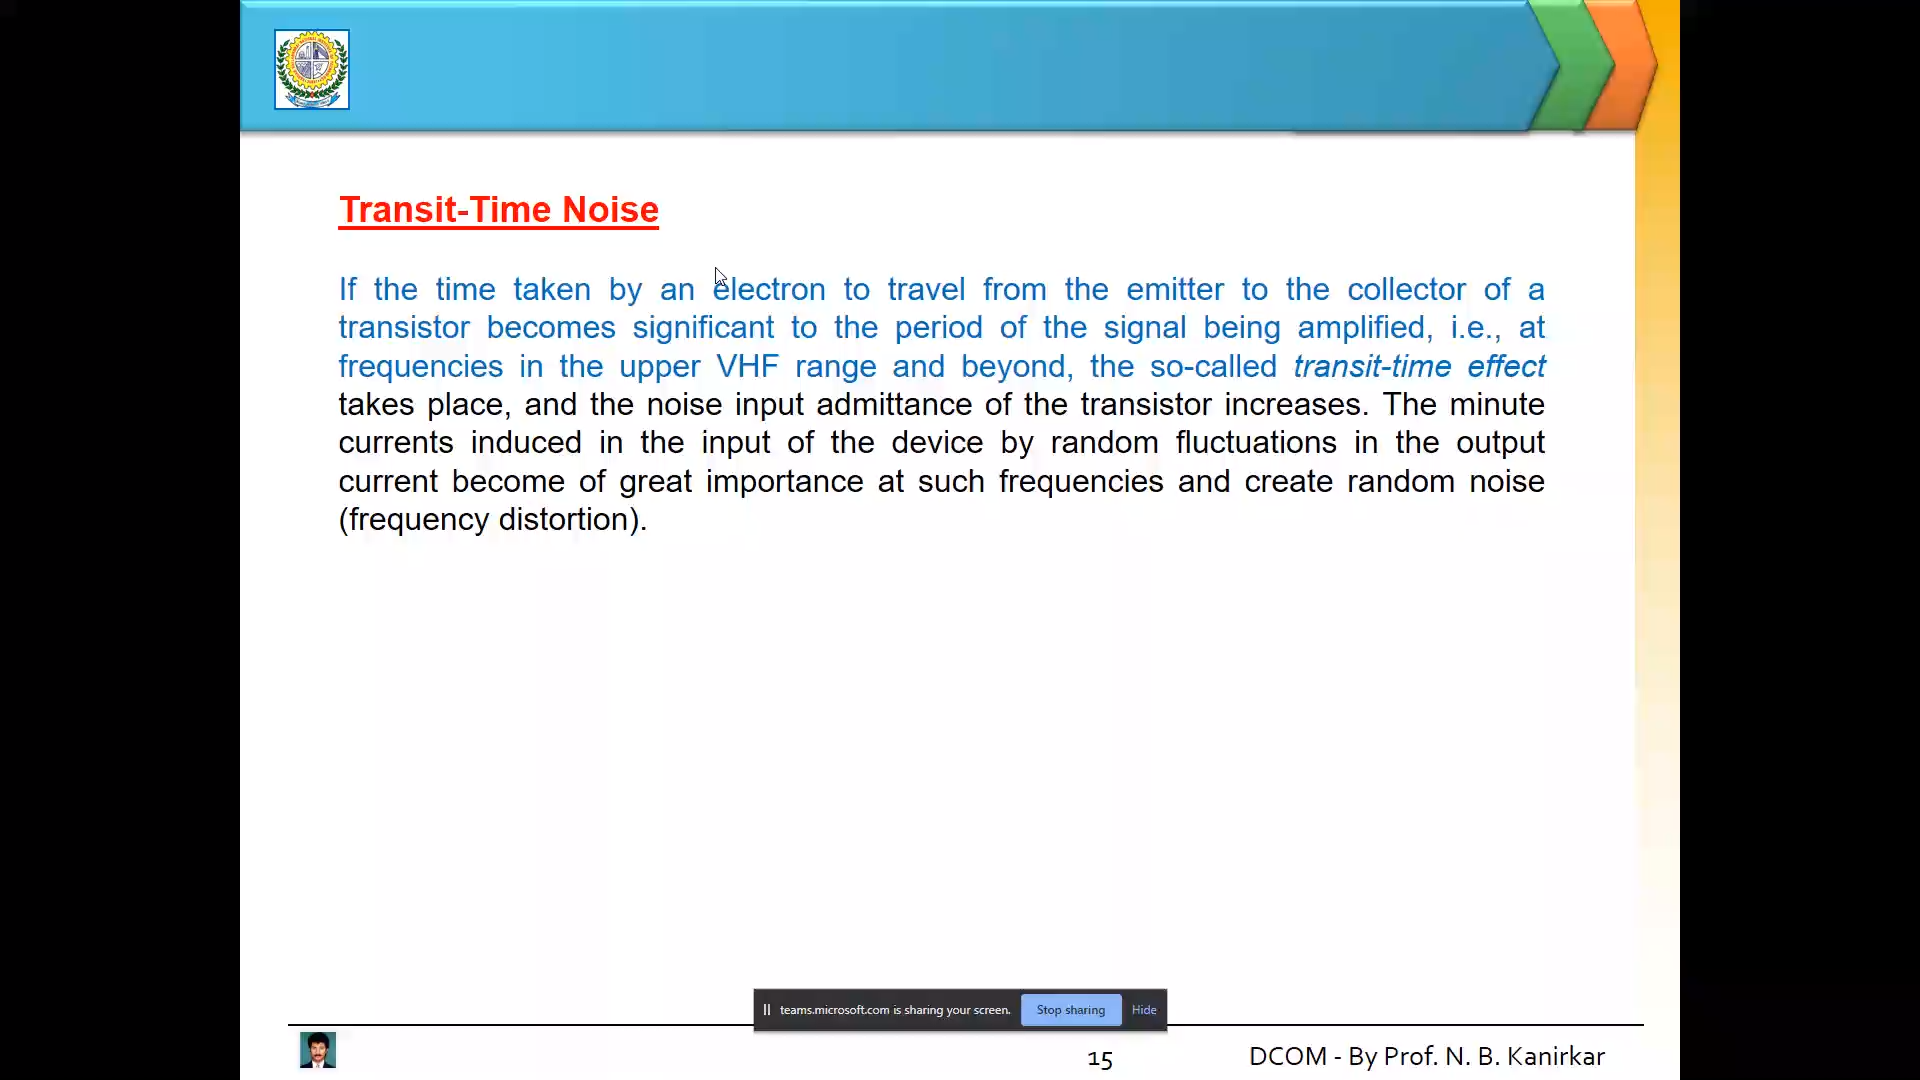 Transit-Time Noise
If the time taken by an electron to travel from the emitter to the collector of a
transistor becomes significant to the period of the signal being amplified, i.e., at
frequencies in the upper VHF range and beyond, the so-called transit-time effect
takes place, and the noise input admittance of the transistor increases. The minute
currents induced in the input of the device by random fluctuations in the output
current become of great importance at such frequencies and create random noise
(frequency distortion).
teams.microsoft.com is sharing your screen. Stop sharing Hide
15 DCOM - By Prof. N. B. Kanirkar